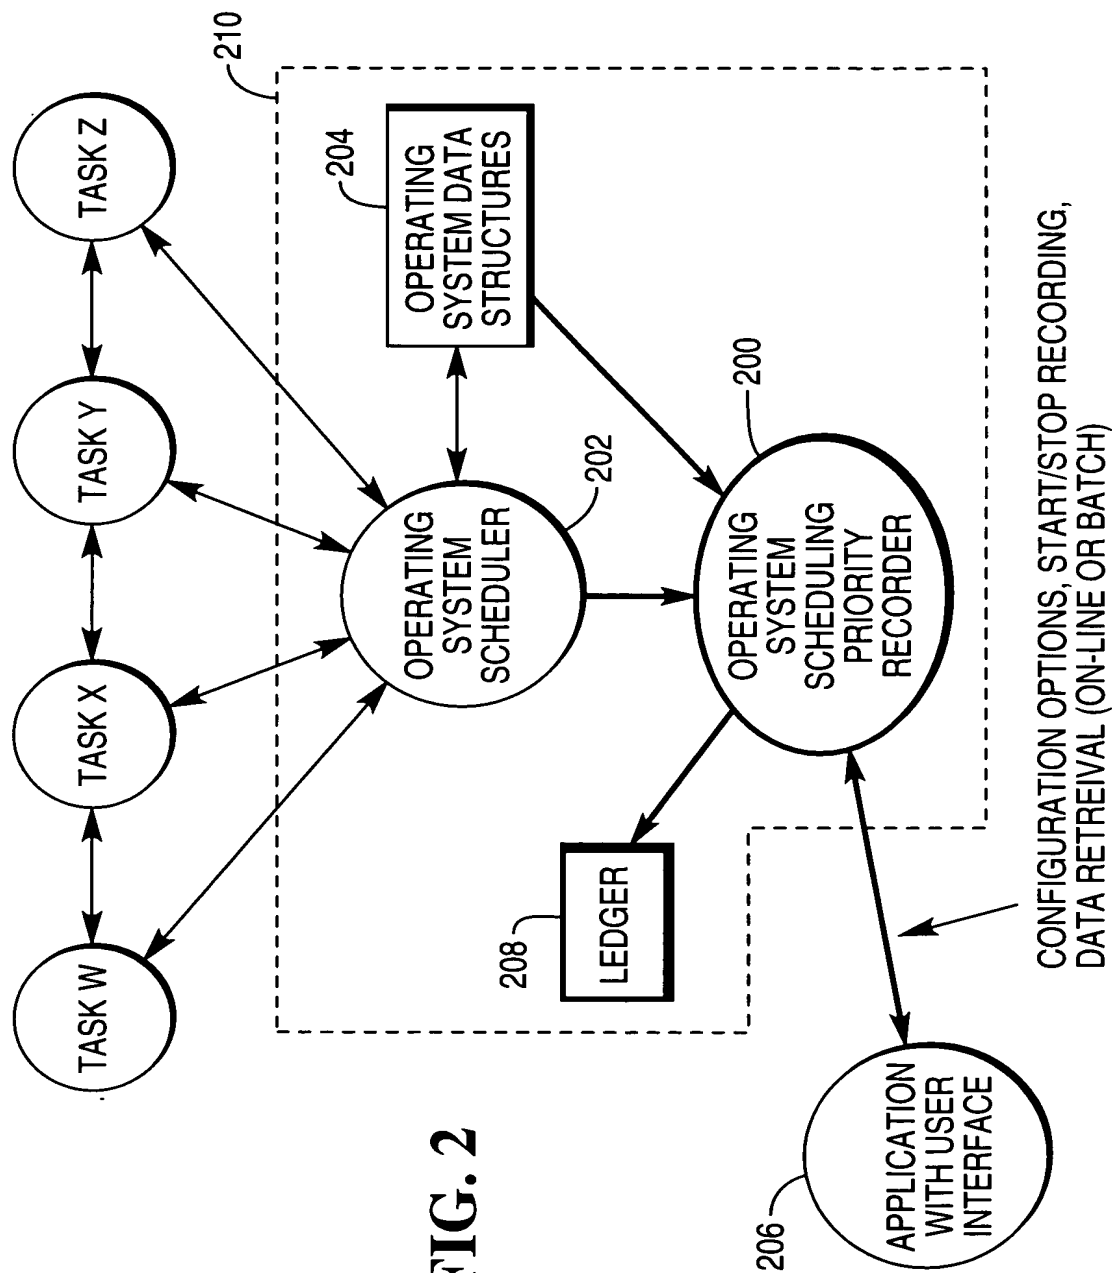 TASK W
TASK X
TASK Y
TASK Z
210
204
OPERATING
SYSTEM DATA
STRUCTURES
OPERATING
SYSTEM
SCHEDULER
202
208
LEDGER
200
OPERATING
SYSTEM
SCHEDULING
PRIORITY
RECORDER
206
APPLICATION
WITH USER
INTERFACE
CONFIGURATION OPTIONS, START/STOP RECORDING,
DATA RETREIVAL (ON-LINE OR BATCH)
FIG. 2